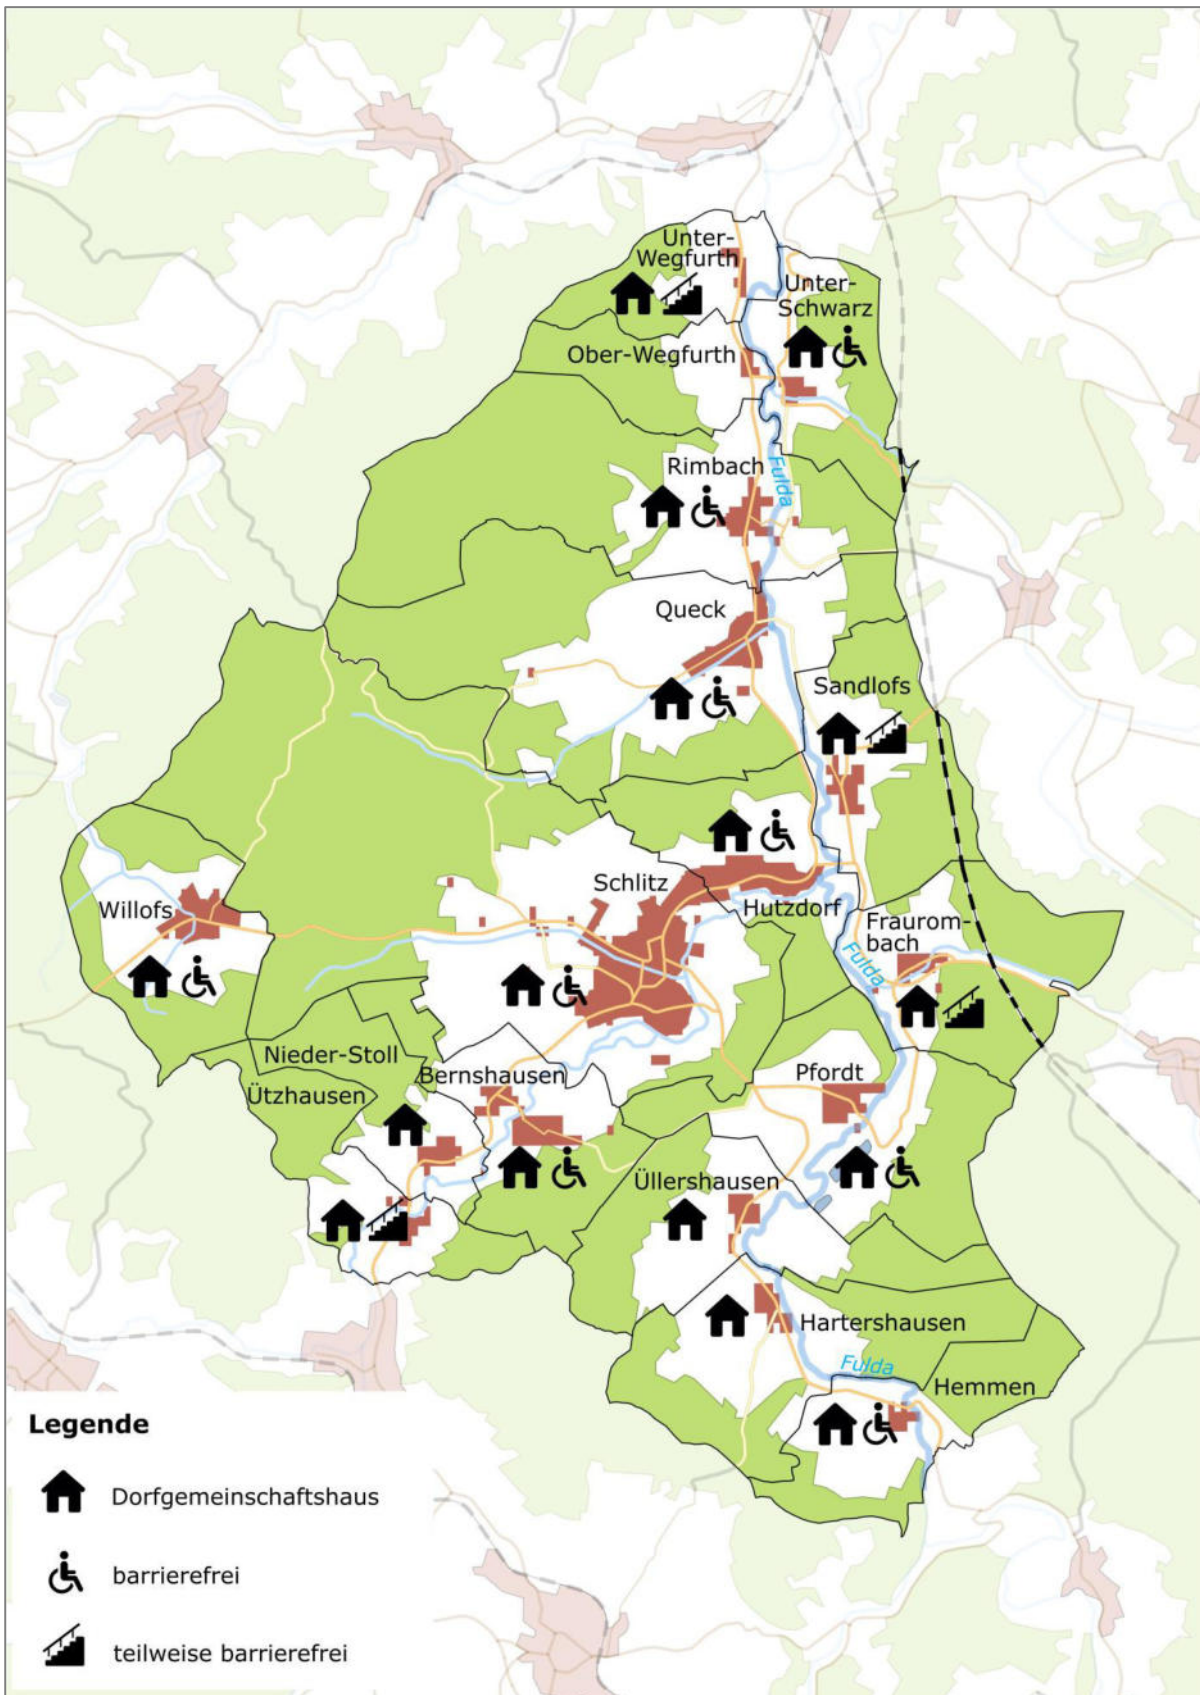 Unter-
Wegfurth
Unter-
Schwarz
Ober-Wegfurth
Rimbach
Fulda
Queck
Sandlofs
Schlitz
Willofs
Hutzdorf
Fraurom-
bach
Fulda
Nieder-Stoll
Bernshausen
Pfordt
Ützhausen
Üllershausen
Hartershausen
Fulda
Hemmen
Legende
Dorfgemeinschaftshaus
barrierefrei
teilweise barrierefrei